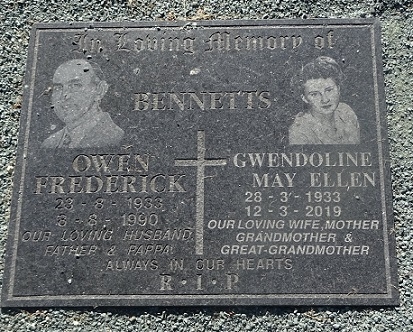 In Loving Memory of
BENNETTS
OWEN
FREDERICK
23 - 8 - 1933
3 - 8 - 1990
OUR LOVING HUSBAND
FATHER & PAPPA
GWENDOLINE
MAY ELLEN
28 - 3 - 1933
12 - 3 - 2019
OUR LOVING WIFE, MOTHER
GRANDMOTHER &
GREAT-GRANDMOTHER
ALWAYS IN OUR HEARTS
R · I · P